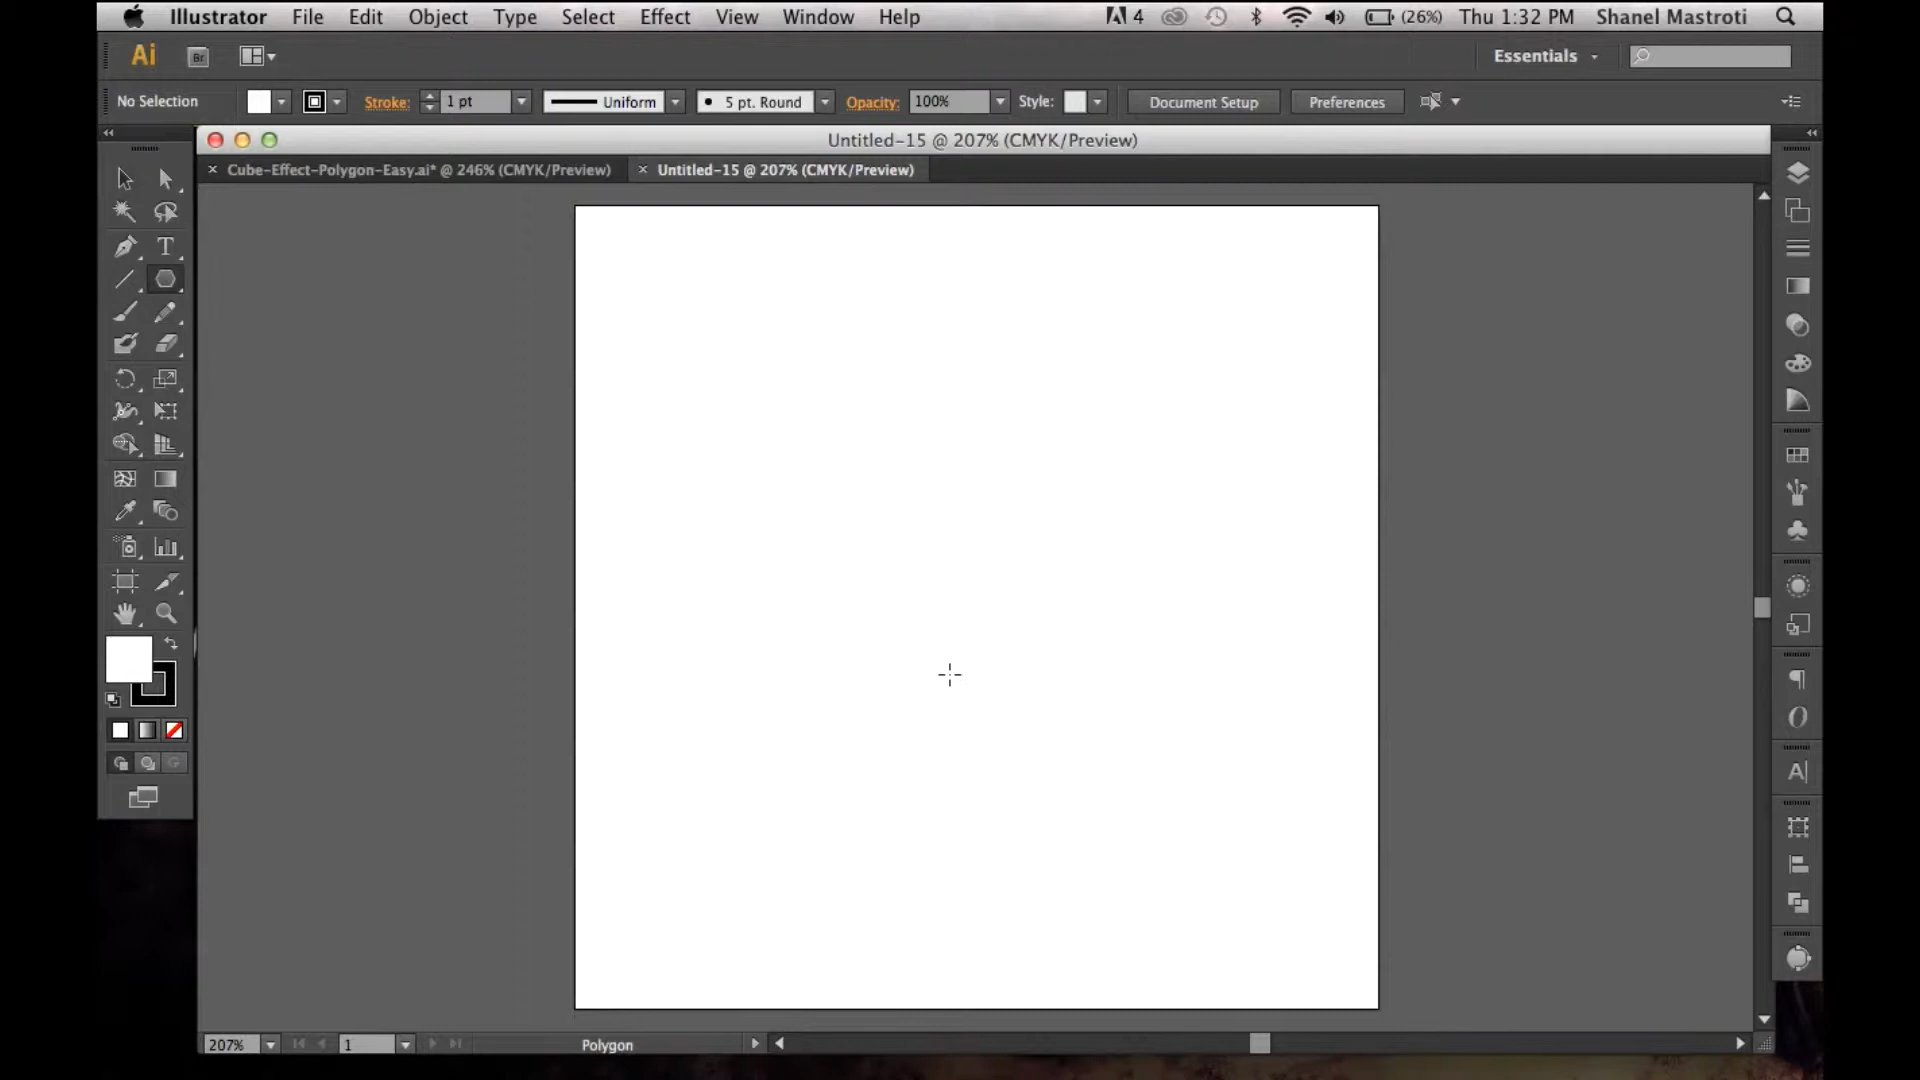 Illustrator File Edit Object Type Select Effect View Window Help 4 (26%) Thu 1:32 PM Shanel Mastroti
Ai Br Essentials
No Selection Stroke: 1 pt Uniform 5 pt. Round Opacity: 100% Style: Document Setup Preferences
Untitled-15 @ 207% (CMYK/Preview)
Cube-Effect-Polygon-Easy.ai* @ 246% (CMYK/Preview) Untitled-15 @ 207% (CMYK/Preview)
207% 1 Polygon